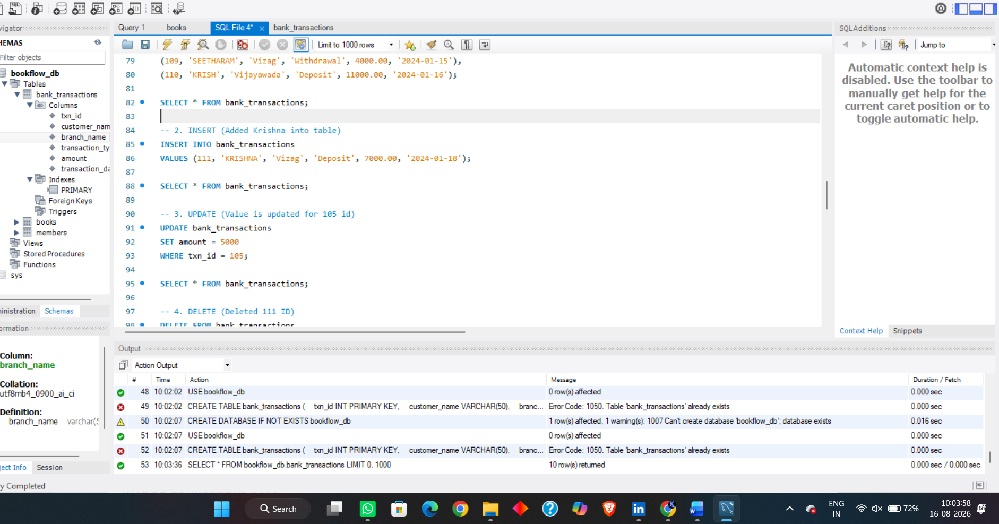 Query 1
books
SQL File 4*
bank_transactions
SQLAdditions
HEMAS
Filter objects
bookflow_db
Tables
bank_transactions
Columns
txn_id
customer_nam
branch_name
transaction_ty
amount
transaction_da
Indexes
PRIMARY
Foreign Keys
Triggers
books
members
Views
Stored Procedures
Functions
sys
ministration
Schemas
ormation
Column:
branch_name
Collation:
utf8mb4_0900_ai_ci
Definition:
branch_name varchar(5
ject Info
Session
y Completed
Limit to 1000 rows
79 (109, 'SEETHARAM', 'Vizag', 'Withdrawal', 4000.00, '2024-01-15'),
80 (110, 'KRISH', 'Vijayawada', 'Deposit', 11000.00, '2024-01-16');
81
82 SELECT * FROM bank_transactions;
83
84 -- 2. INSERT (Added Krishna into table)
85 INSERT INTO bank_transactions
86 VALUES (111, 'KRISHNA', 'Vizag', 'Deposit', 7000.00, '2024-01-18');
87
88 SELECT * FROM bank_transactions;
89
90 -- 3. UPDATE (Value is updated for 105 id)
91 UPDATE bank_transactions
92 SET amount = 5000
93 WHERE txn_id = 105;
94
95 SELECT * FROM bank_transactions;
96
97 -- 4. DELETE (Deleted 111 ID)
98 DELETE FROM bank_transactions
Jump to
Automatic context help is
disabled. Use the toolbar to
manually get help for the
current caret position or to
toggle automatic help.
Context Help
Snippets
Output
Action Output
# Time Action Message Duration / Fetch
48 10:02:02 USE bookflow_db 0 row(s) affected 0.000 sec
49 10:02:02 CREATE TABLE bank_transactions ( txn_id INT PRIMARY KEY, customer_name VARCHAR(50), branc... Error Code: 1050. Table 'bank_transactions' already exists 0.000 sec
50 10:02:07 CREATE DATABASE IF NOT EXISTS bookflow_db 1 row(s) affected, 1 warning(s): 1007 Can't create database 'bookflow_db'; database exists 0.016 sec
51 10:02:07 USE bookflow_db 0 row(s) affected 0.000 sec
52 10:02:07 CREATE TABLE bank_transactions ( txn_id INT PRIMARY KEY, customer_name VARCHAR(50), branc... Error Code: 1050. Table 'bank_transactions' already exists 0.000 sec
53 10:03:36 SELECT * FROM bookflow_db.bank_transactions LIMIT 0, 1000 10 row(s) returned 0.000 sec / 0.000 sec
Search
ENG
IN
72%
10:03:58
16-08-2026